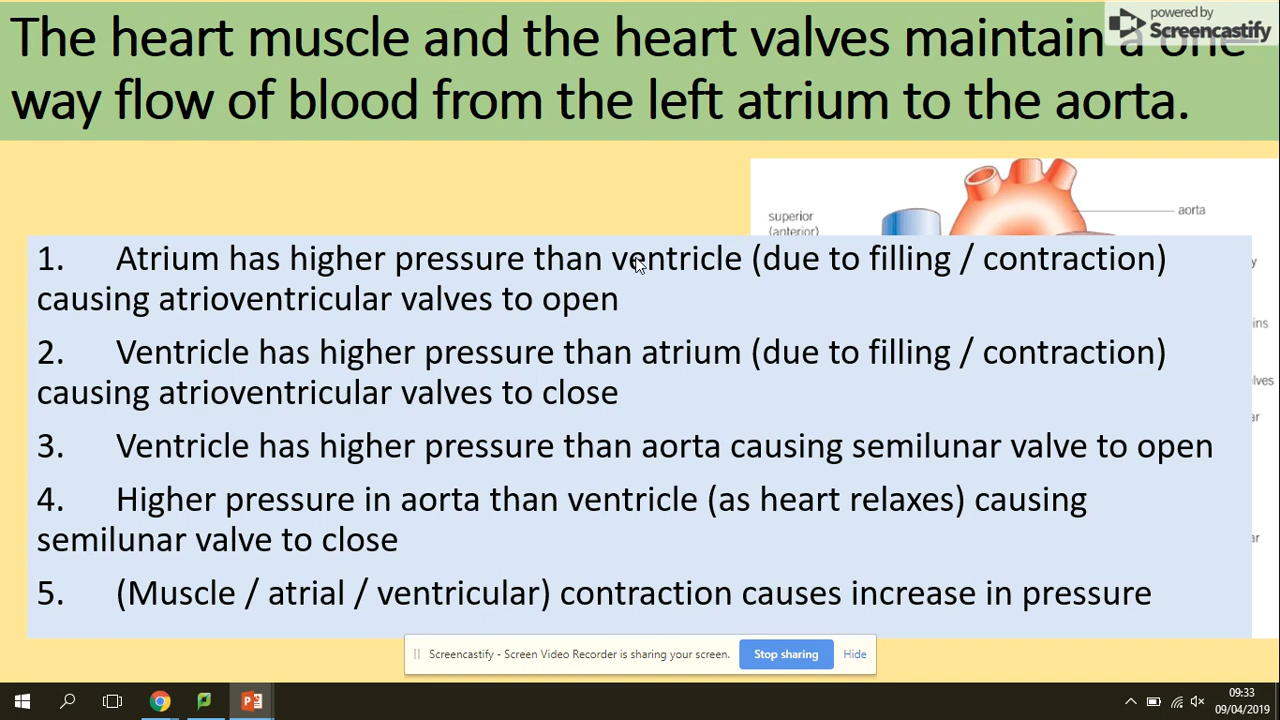 The heart muscle and the heart valves maintain a one
powered by
Screencastify
way flow of blood from the left atrium to the aorta.
superior
(anterior)
aorta
1. Atrium has higher pressure than ventricle (due to filling / contraction)
causing atrioventricular valves to open
2. Ventricle has higher pressure than atrium (due to filling / contraction)
causing atrioventricular valves to close
3. Ventricle has higher pressure than aorta causing semilunar valve to open
4. Higher pressure in aorta than ventricle (as heart relaxes) causing
semilunar valve to close
5. (Muscle / atrial / ventricular) contraction causes increase in pressure
Screencastify - Screen Video Recorder is sharing your screen. Stop sharing Hide
09:33
09/04/2019